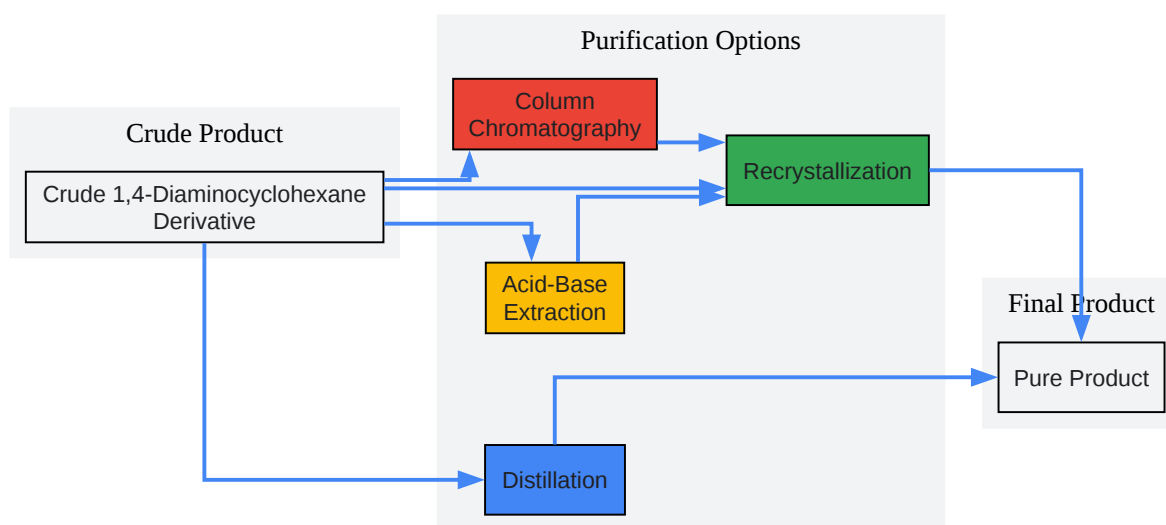 Purification Options
Column
Chromatography
Crude Product
Recrystallization
Crude 1,4-Diaminocyclohexane
Derivative
Acid-Base
Extraction
Final Product
Pure Product
Distillation